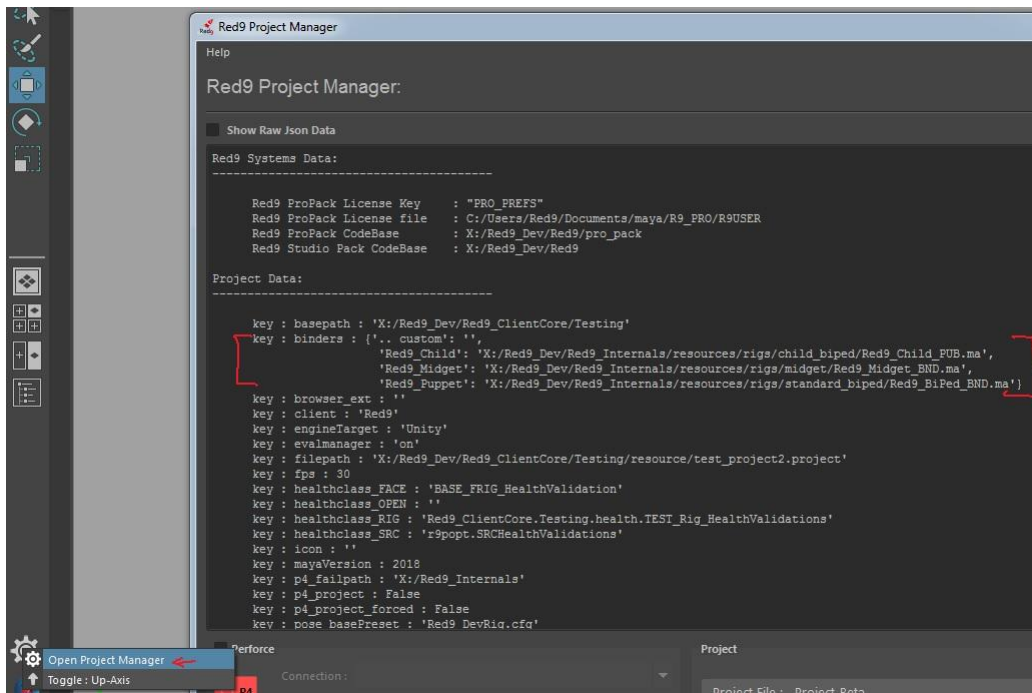 Red9 Project Manager
Help
Red9 Project Manager:
Show Raw Json Data
Red9 Systems Data:
----------------------------------------
Red9 ProPack License Key : "PRO_PREFS"
Red9 ProPack License file : C:/Users/Red9/Documents/maya/R9_PRO/R9USER
Red9 ProPack CodeBase : X:/Red9_Dev/Red9/pro_pack
Red9 Studio Pack CodeBase : X:/Red9_Dev/Red9
Project Data:
----------------------------------------
key : basepath : 'X:/Red9_Dev/Red9_ClientCore/Testing'
key : binders : {'.. custom': '',
'Red9_Child': 'X:/Red9_Dev/Red9_Internals/resources/rigs/child_biped/Red9_Child_PUB.ma',
'Red9_Midget': 'X:/Red9_Dev/Red9_Internals/resources/rigs/midget/Red9_Midget_BND.ma',
'Red9_Puppet': 'X:/Red9_Dev/Red9_Internals/resources/rigs/standard_biped/Red9_BiPed_BND.ma'}
key : browser_ext : ''
key : client : 'Red9'
key : engineTarget : 'Unity'
key : evalmanager : 'on'
key : filepath : 'X:/Red9_Dev/Red9_ClientCore/Testing/resource/test_project2.project'
key : fps : 30
key : healthclass_FACE : 'BASE_FRIG_HealthValidation'
key : healthclass_OPEN : ''
key : healthclass_RIG : 'Red9_ClientCore.Testing.health.TEST_Rig_HealthValidations'
key : healthclass_SRC : 'r9popt.SRCHealthValidations'
key : icon : ''
key : mayaVersion : 2018
key : p4_failpath : 'X:/Red9_Internals'
key : p4_project : False
key : p4_project_forced : False
key : pose_basePreset : 'Red9_DevRig.cfg'
Perforce
Project
Open Project Manager
Connection :
Toggle : Up-Axis
P4
Project File : Project Beta